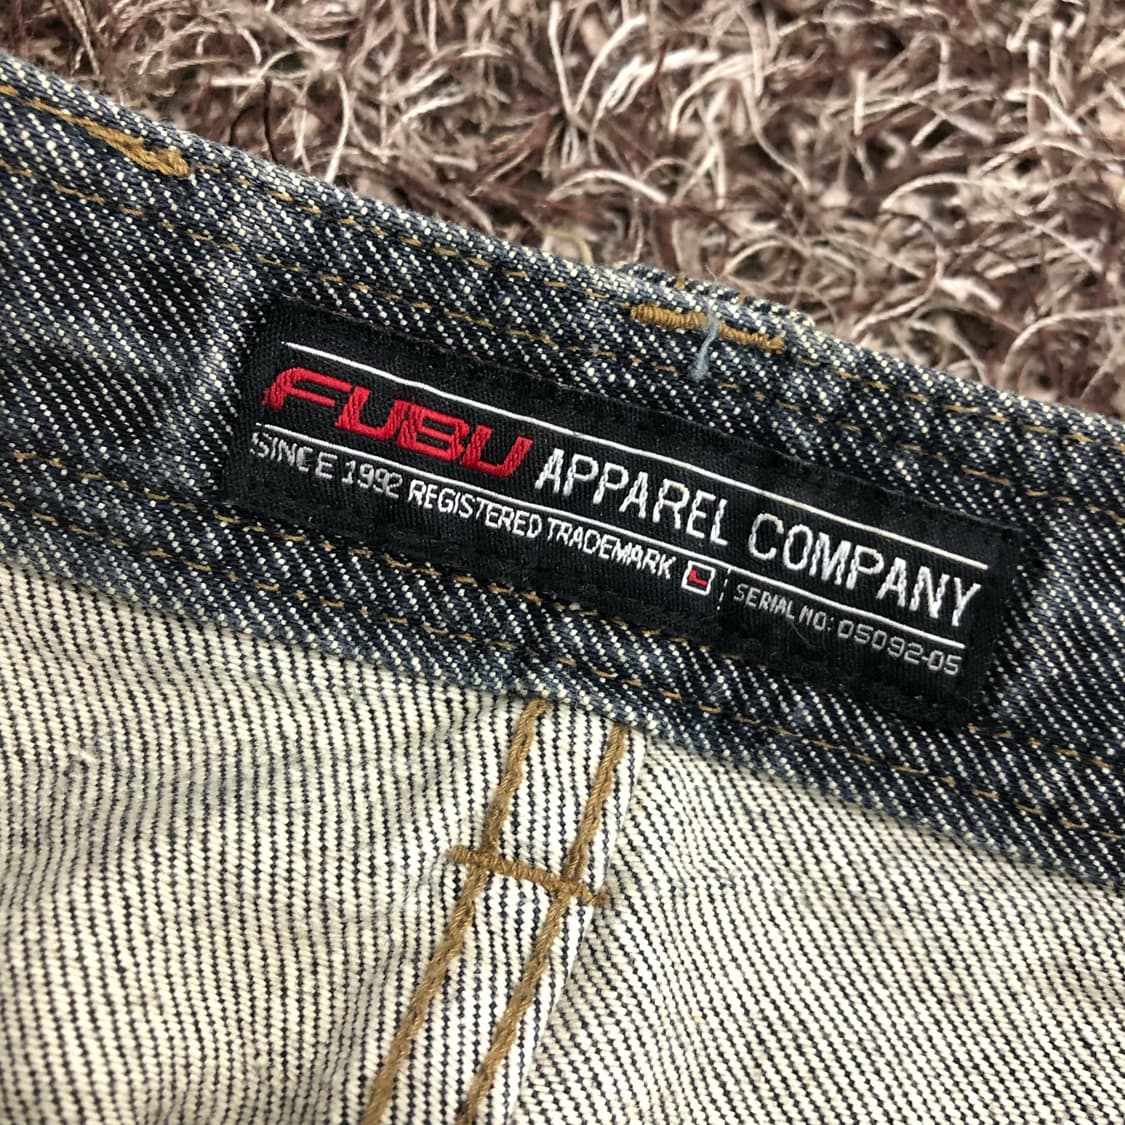 FUBU APPAREL COMPANY
SINCE 1992 REGISTERED TRADEMARK SERIAL NO: 05092-05